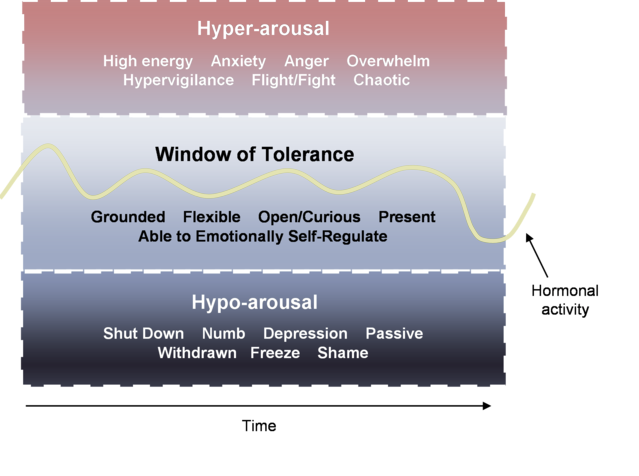 Hyper-arousal
High energy Anxiety Anger Overwhelm
Hypervigilance Flight/Fight Chaotic
Window of Tolerance
Grounded Flexible Open/Curious Present
Able to Emotionally Self-Regulate
Hormonal
activity
Hypo-arousal
Shut Down Numb Depression Passive
Withdrawn Freeze Shame
Time